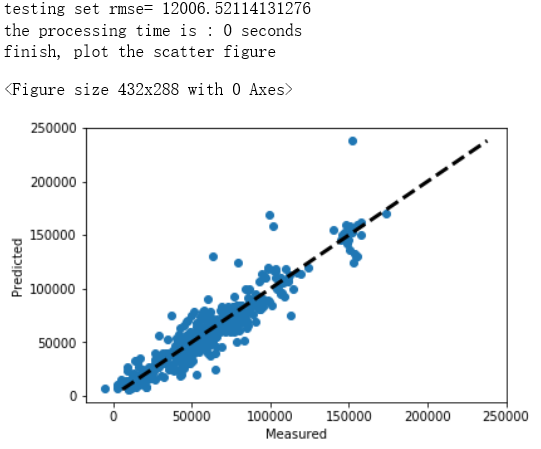 testing set rmse= 12006.52114131276
the processing time is : 0 seconds
finish, plot the scatter figure
<Figure size 432x288 with 0 Axes>
250000
200000
150000
100000
50000
0
Predicted
0 50000 100000 150000 200000 250000
Measured